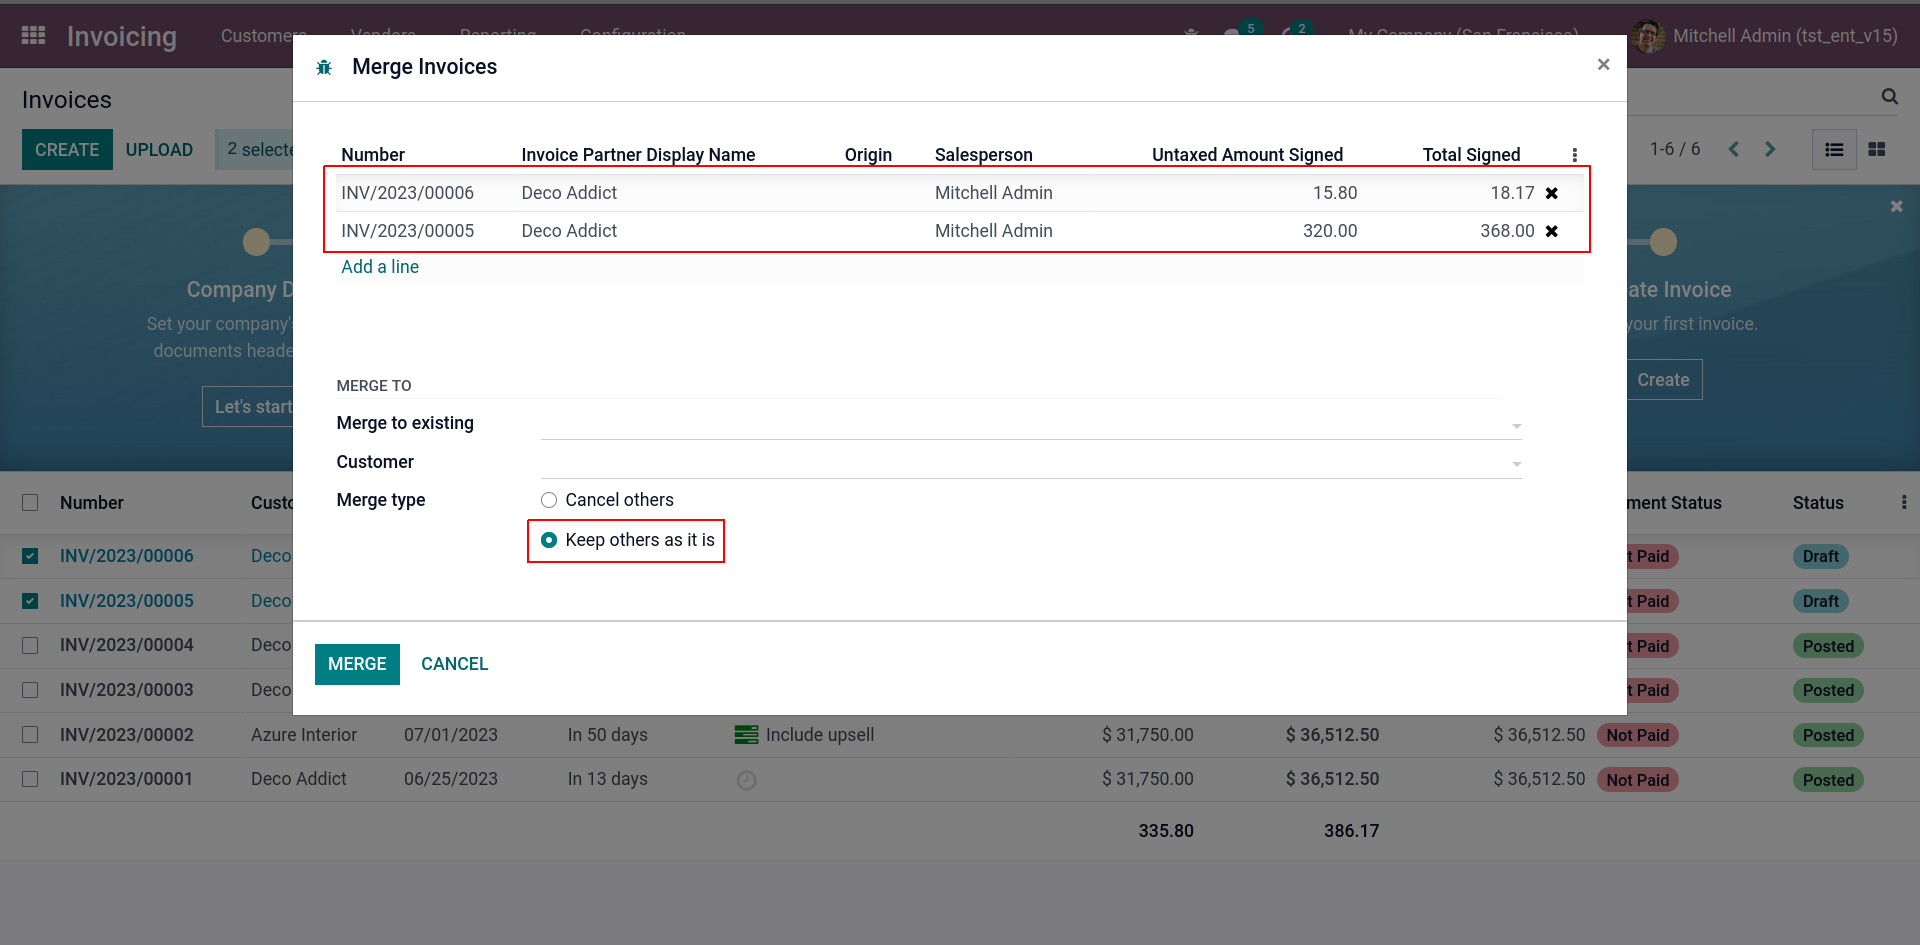 Invoicing Customers Vendors Reporting Configuration 5 2 My Company (San Francisco) Mitchell Admin (tst_ent_v15)
Merge Invoices ×
Invoices
CREATE UPLOAD 2 selecte 1-6 / 6
Number Invoice Partner Display Name Origin Salesperson Untaxed Amount Signed Total Signed
INV/2023/00006 Deco Addict Mitchell Admin 15.80 18.17
INV/2023/00005 Deco Addict Mitchell Admin 320.00 368.00
Add a line
Company D ate Invoice
Set your company' your first invoice.
documents heade
Let's start Create
MERGE TO
Merge to existing
Customer
Merge type Cancel others
Keep others as it is
MERGE CANCEL
Number Custo ment Status Status
INV/2023/00006 Deco t Paid Draft
INV/2023/00005 Deco t Paid Draft
INV/2023/00004 Deco t Paid Posted
INV/2023/00003 Deco t Paid Posted
INV/2023/00002 Azure Interior 07/01/2023 In 50 days Include upsell $ 31,750.00 $ 36,512.50 $ 36,512.50 Not Paid Posted
INV/2023/00001 Deco Addict 06/25/2023 In 13 days $ 31,750.00 $ 36,512.50 $ 36,512.50 Not Paid Posted
335.80 386.17